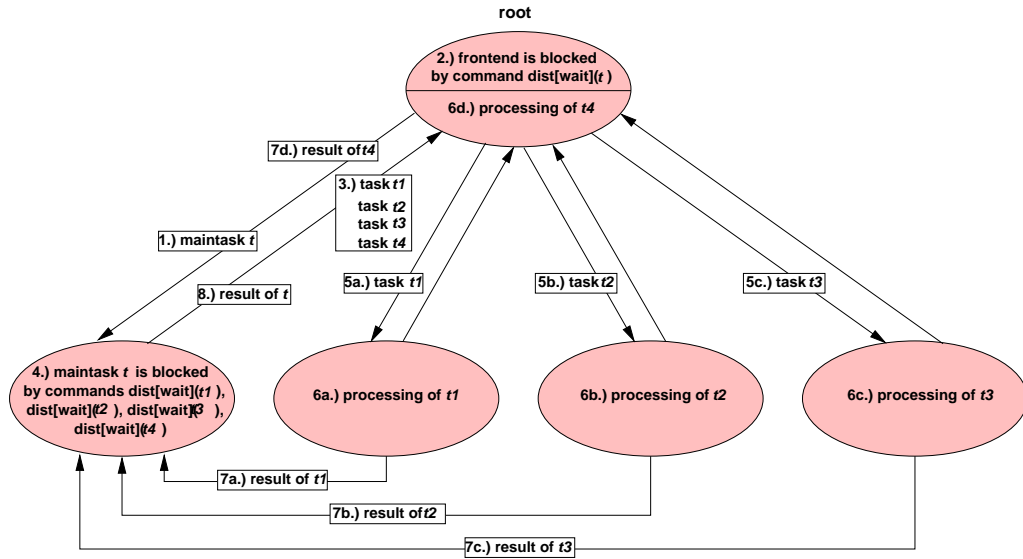 root
2.) frontend is blocked
by command dist[wait](t )
6d.) processing of t4
7d.) result of t4
3.) task t1
task t2
task t3
task t4
1.) maintask t
8.) result of t
5a.) task t1
5b.) task t2
5c.) task t3
4.) maintask t is blocked
by commands dist[wait](t1 ),
dist[wait](t2 ), dist[wait](t3 ),
dist[wait](t4 )
6a.) processing of t1
6b.) processing of t2
6c.) processing of t3
7a.) result of t1
7b.) result of t2
7c.) result of t3